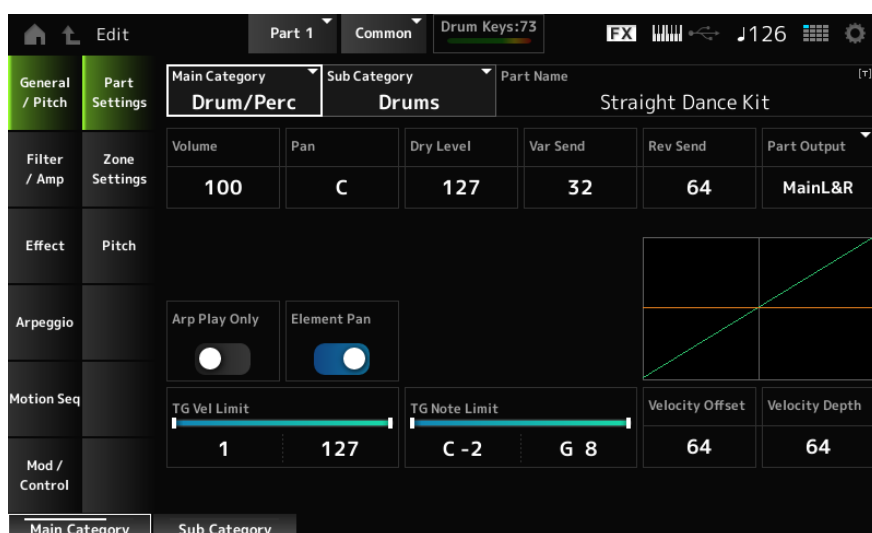 Edit
Part 1
Common
Drum Keys:73
FX
♩126
General
/ Pitch
Part
Settings
Main Category
Drum/Perc
Sub Category
Drums
Part Name
[T]
Straight Dance Kit
Filter
/ Amp
Zone
Settings
Volume
100
Pan
C
Dry Level
127
Var Send
32
Rev Send
64
Part Output
MainL&R
Effect
Pitch
Arpeggio
Arp Play Only
Element Pan
Motion Seq
TG Vel Limit
1
127
TG Note Limit
C -2
G 8
Velocity Offset
64
Velocity Depth
64
Mod /
Control
Main Category
Sub Category